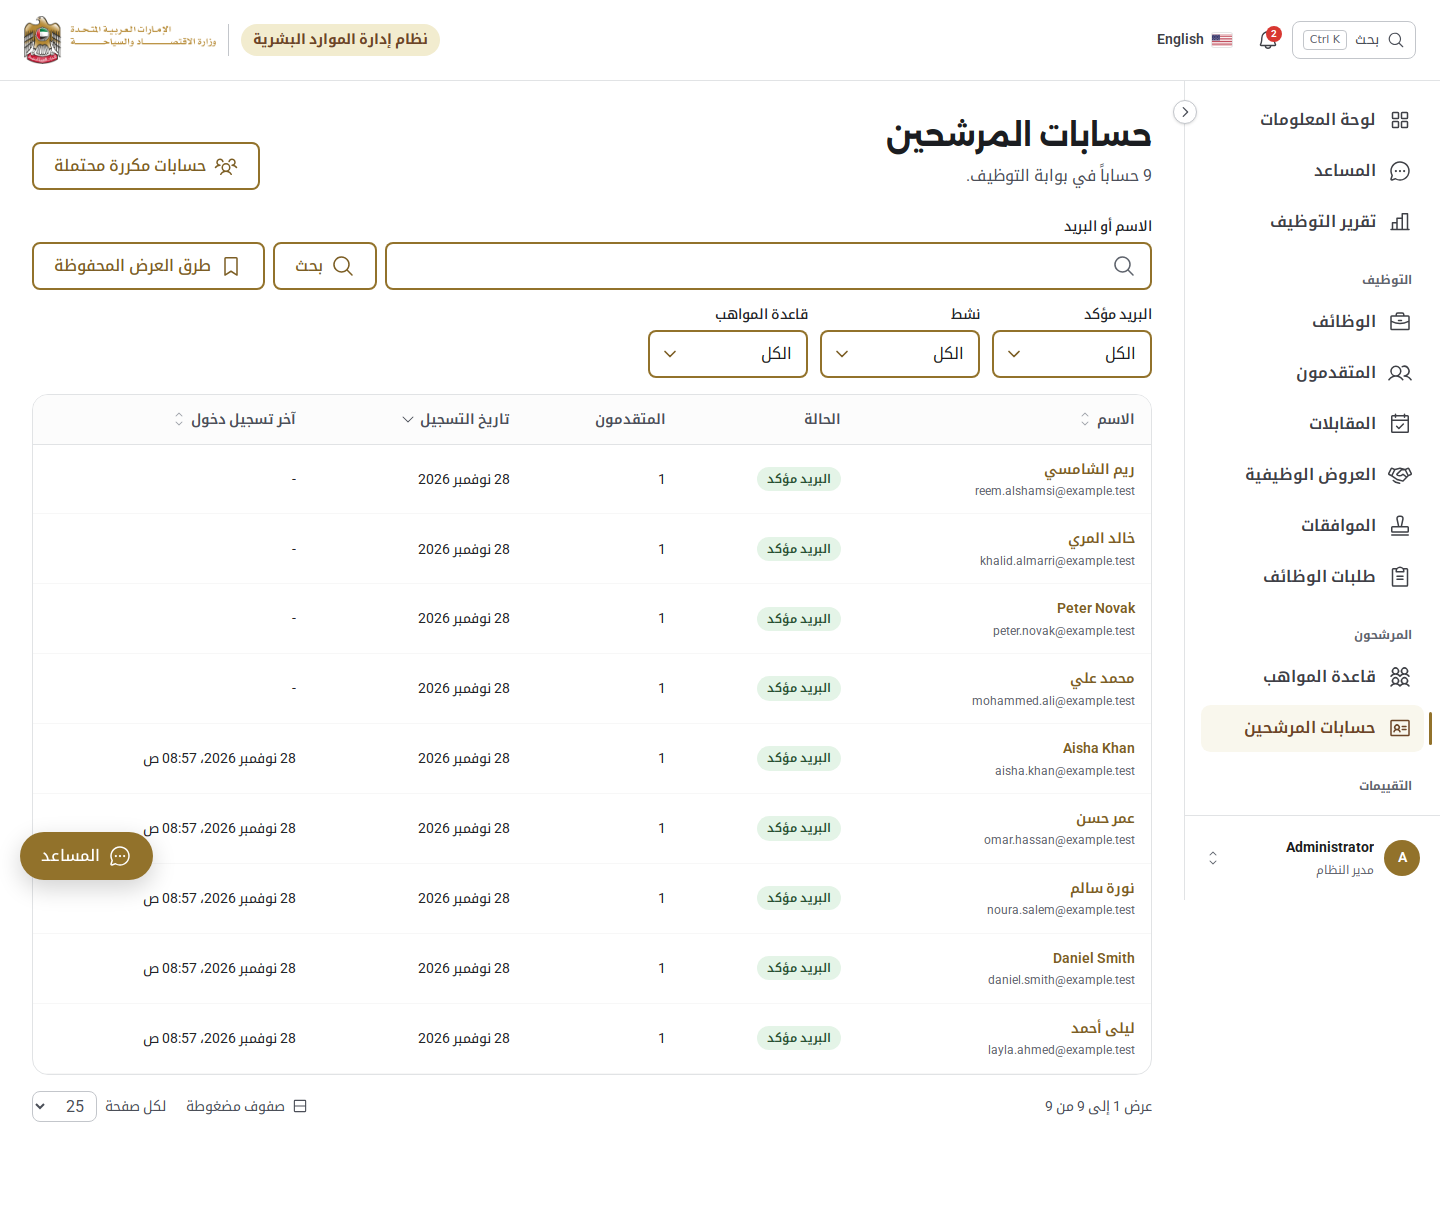 بحث Ctrl K
2
English
نظام إدارة الموارد البشرية
الإمارات العربية المتحدة
وزارة الاقتصاد والسياحة
لوحة المعلومات
المساعد
تقرير التوظيف
التوظيف
الوظائف
المتقدمون
المقابلات
العروض الوظيفية
الموافقات
طلبات الوظائف
المرشحون
قاعدة المواهب
حسابات المرشحين
التقييمات
A
Administrator
مدير النظام
حسابات المرشحين
9 حساباً في بوابة التوظيف.
حسابات مكررة محتملة
الاسم أو البريد
بحث
طرق العرض المحفوظة
البريد مؤكد نشط قاعدة المواهب
الكل الكل الكل
الاسم الحالة المتقدمون تاريخ التسجيل آخر تسجيل دخول
ريم الشامسي
reem.alshamsi@example.test
البريد مؤكد 1 28 نوفمبر 2026 -
خالد المري
khalid.almarri@example.test
البريد مؤكد 1 28 نوفمبر 2026 -
Peter Novak
peter.novak@example.test
البريد مؤكد 1 28 نوفمبر 2026 -
محمد علي
mohammed.ali@example.test
البريد مؤكد 1 28 نوفمبر 2026 -
Aisha Khan
aisha.khan@example.test
البريد مؤكد 1 28 نوفمبر 2026 28 نوفمبر 2026، 08:57 ص
عمر حسن
omar.hassan@example.test
البريد مؤكد 1 28 نوفمبر 2026 28 نوفمبر 2026، 08:57 ص
نورة سالم
noura.salem@example.test
البريد مؤكد 1 28 نوفمبر 2026 28 نوفمبر 2026، 08:57 ص
Daniel Smith
daniel.smith@example.test
البريد مؤكد 1 28 نوفمبر 2026 28 نوفمبر 2026، 08:57 ص
ليلى أحمد
layla.ahmed@example.test
البريد مؤكد 1 28 نوفمبر 2026 28 نوفمبر 2026، 08:57 ص
المساعد
عرض 1 إلى 9 من 9
صفوف مضغوطة
لكل صفحة 25